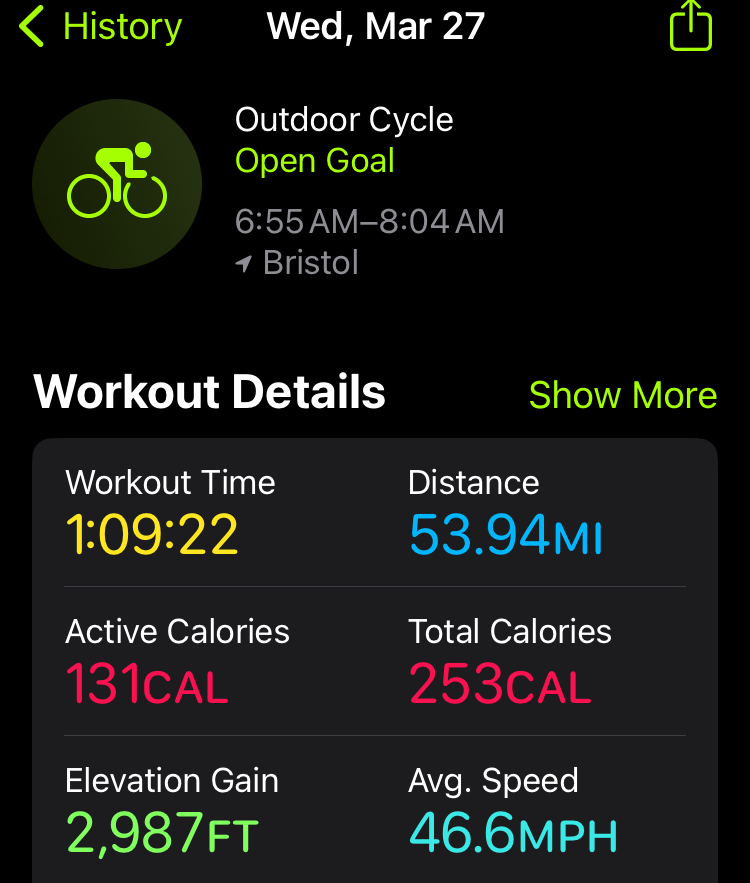 History Wed, Mar 27
Outdoor Cycle
Open Goal
6:55 AM–8:04 AM
Bristol
Workout Details Show More
Workout Time Distance
1:09:22 53.94MI
Active Calories Total Calories
131CAL 253CAL
Elevation Gain Avg. Speed
2,987FT 46.6MPH